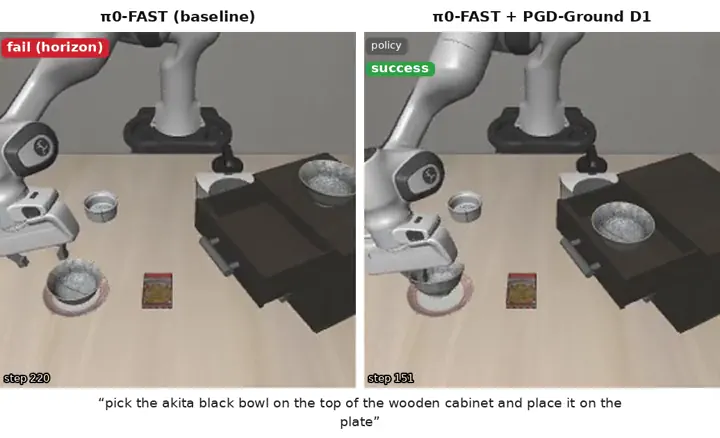 π0-FAST (baseline)
π0-FAST + PGD-Ground D1
fail (horizon)
policy
success
step 220
step 151
“pick the akita black bowl on the top of the wooden cabinet and place it on the
plate”